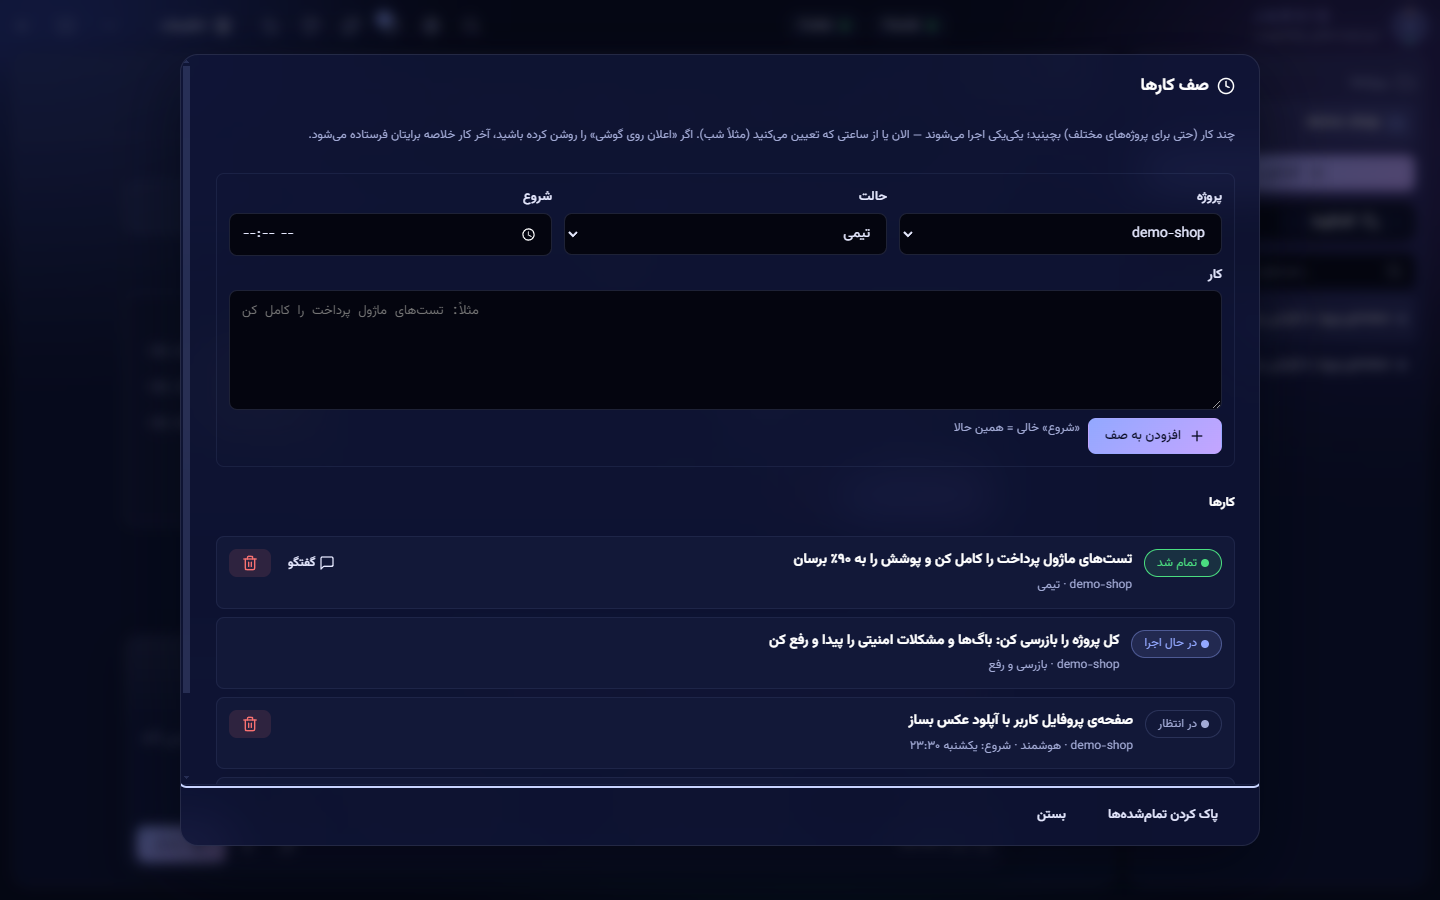 صف کارها
چند کار (حتی برای پروژه‌های مختلف) بچینید؛ یکی‌یکی اجرا می‌شوند — الان یا از ساعتی که تعیین می‌کنید (مثلاً شب). اگر «اعلان روی گوشی» را روشن کرده باشید، آخر کار خلاصه برایتان فرستاده می‌شود.
پروژه
حالت
شروع
demo-shop
تیمی
--:-- --
کار
مثلاً: تست‌های ماژول پرداخت را کامل کن
افزودن به صف
«شروع» خالی = همین حالا
کارها
تمام شد
تست‌های ماژول پرداخت را کامل کن و پوشش را به ۹۰٪ برسان
گفتگو
demo-shop · تیمی
در حال اجرا
کل پروژه را بازرسی کن: باگ‌ها و مشکلات امنیتی را پیدا و رفع کن
demo-shop · بازرسی و رفع
در انتظار
صفحه‌ی پروفایل کاربر با آپلود عکس بساز
demo-shop · هوشمند · شروع: یکشنبه ۲۳:۳۰
پاک کردن تمام‌شده‌ها
بستن